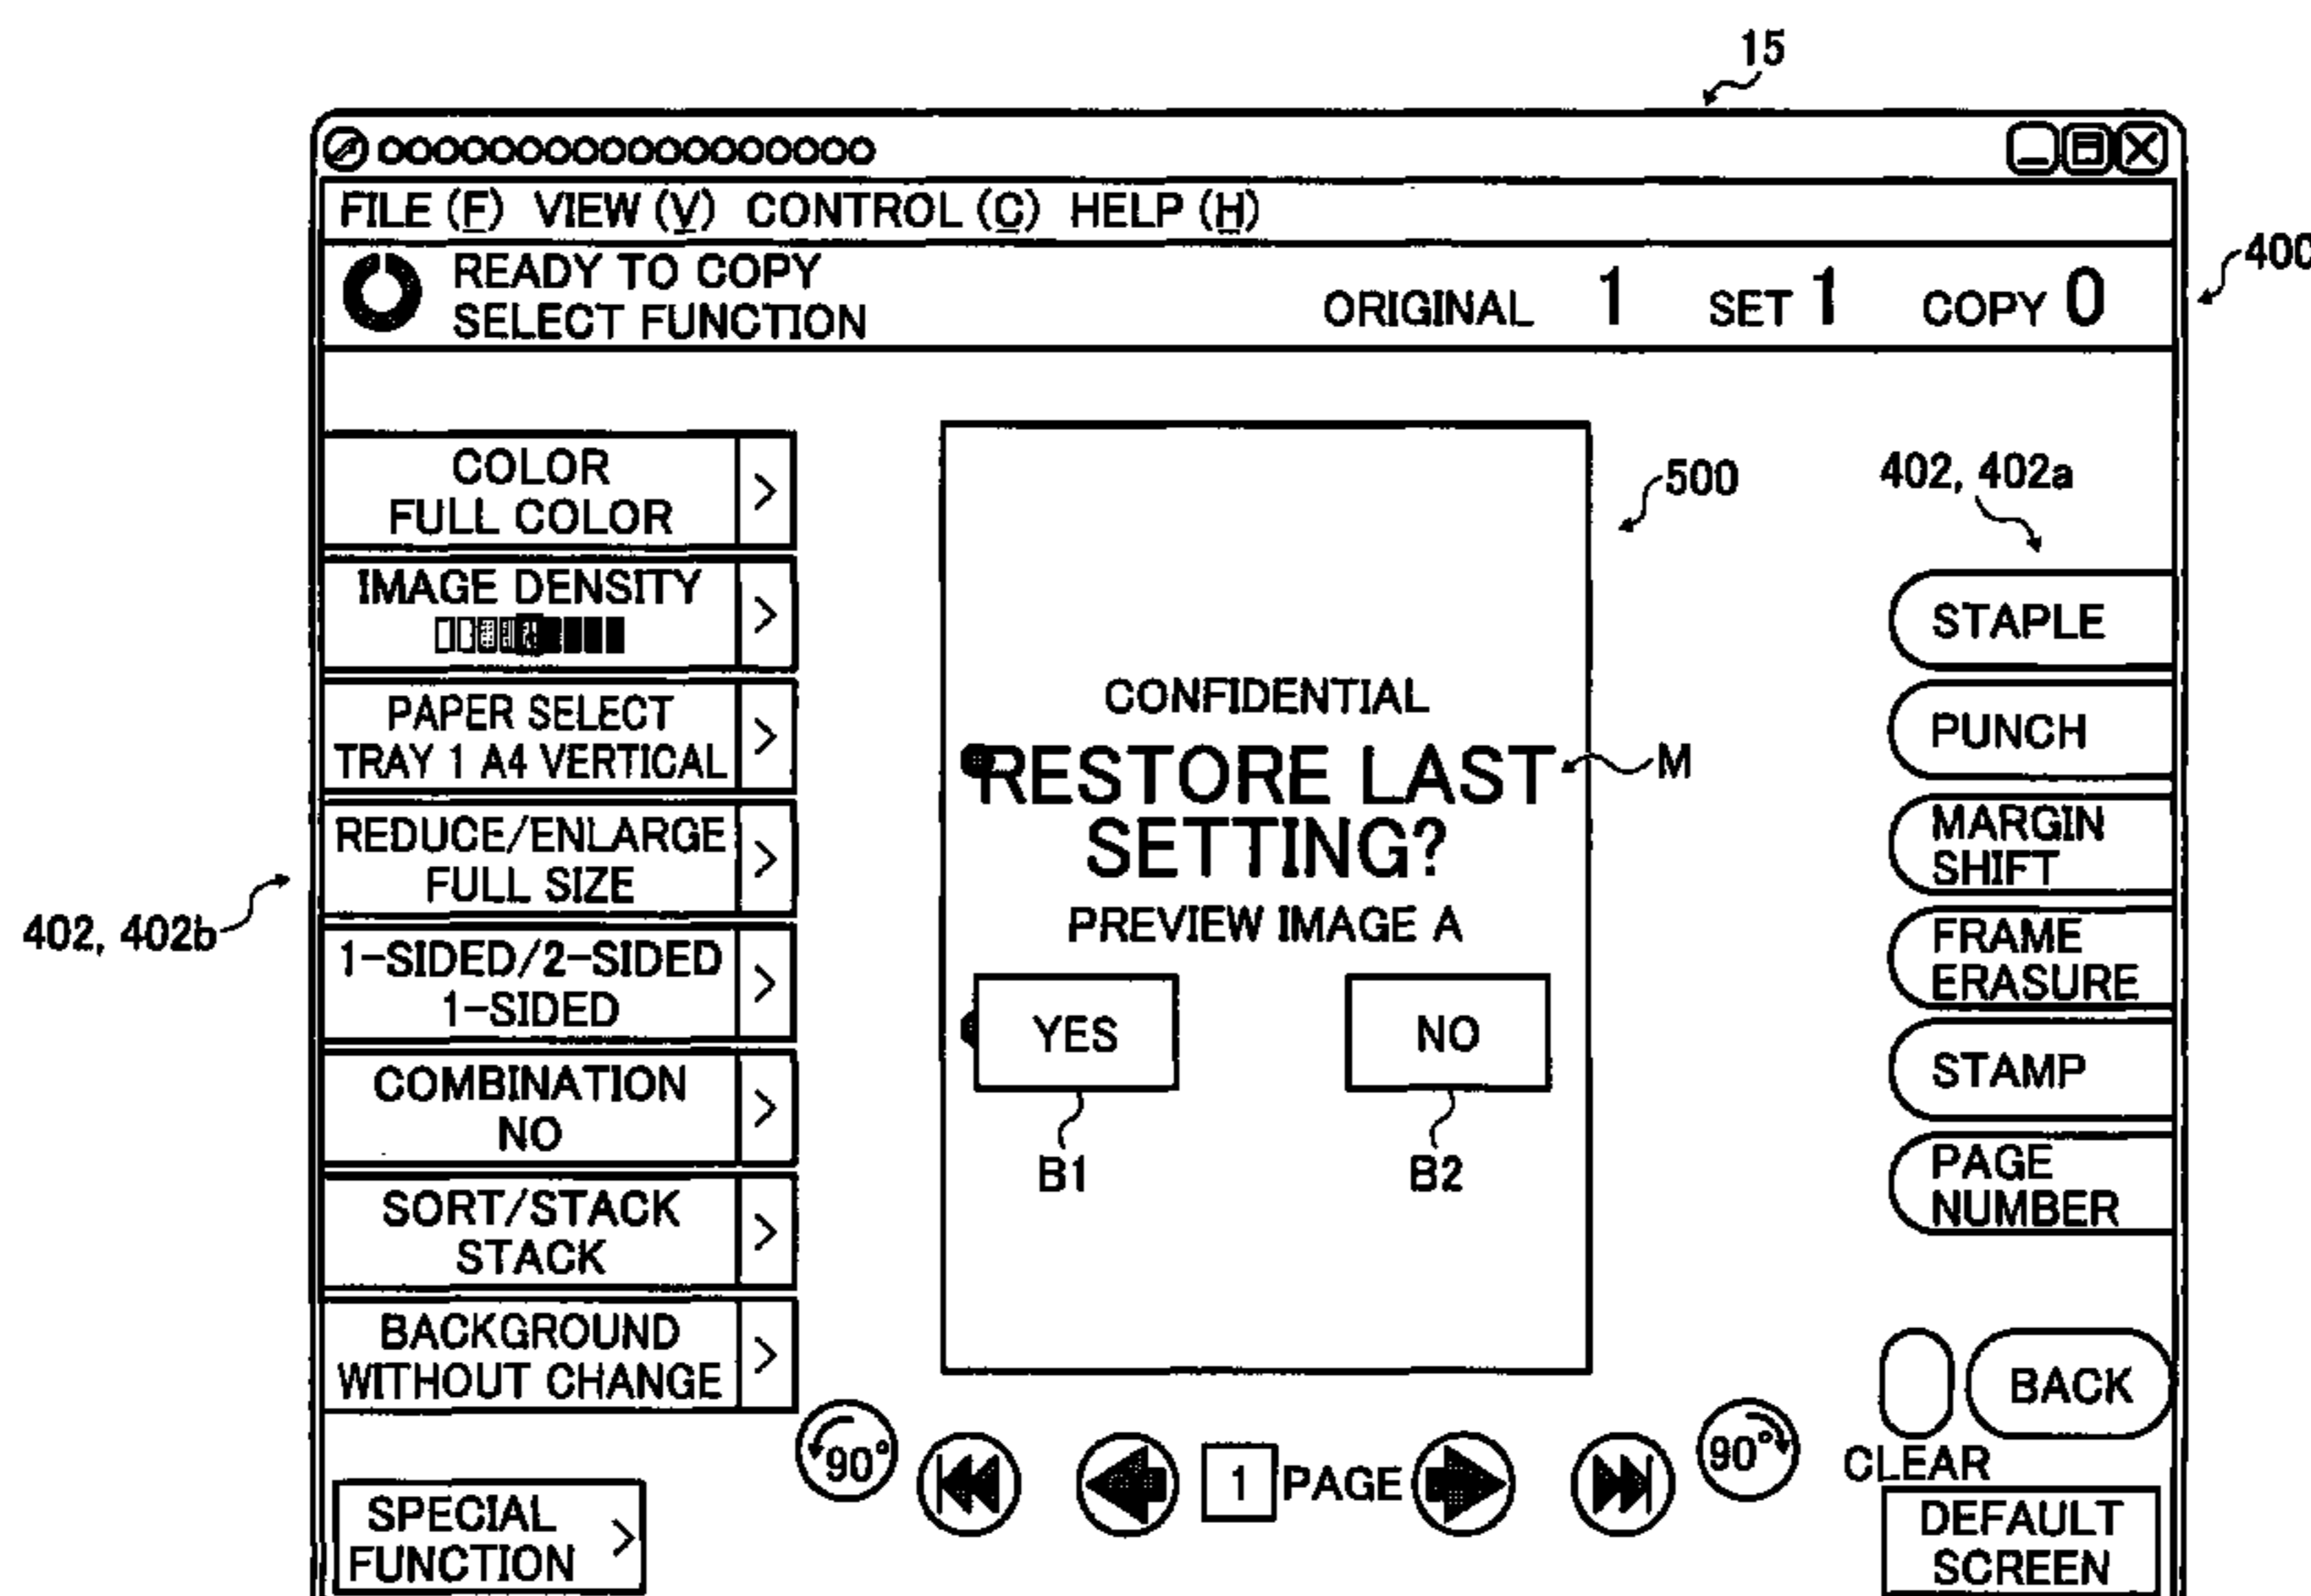 15
FILE (F) VIEW (V) CONTROL (C) HELP (H)
READY TO COPY
SELECT FUNCTION
ORIGINAL 1 SET 1 COPY 0
400
COLOR
FULL COLOR
>
IMAGE DENSITY
>
PAPER SELECT
TRAY 1 A4 VERTICAL
>
REDUCE/ENLARGE
FULL SIZE
>
402, 402b
1-SIDED/2-SIDED
1-SIDED
>
COMBINATION
NO
>
SORT/STACK
STACK
>
BACKGROUND
WITHOUT CHANGE
>
SPECIAL
FUNCTION
>
500
CONFIDENTIAL
RESTORE LAST
SETTING?
M
PREVIEW IMAGE A
YES
NO
B1
B2
90°
1 PAGE
90°
402, 402a
STAPLE
PUNCH
MARGIN
SHIFT
FRAME
ERASURE
STAMP
PAGE
NUMBER
BACK
CLEAR
DEFAULT
SCREEN